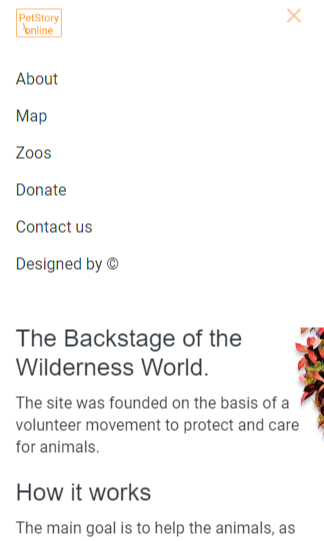 PetStory
online
About
Map
Zoos
Donate
Contact us
Designed by ©
The Backstage of the
Wilderness World.
The site was founded on the basis of a
volunteer movement to protect and care
for animals.
How it works
The main goal is to help the animals, as